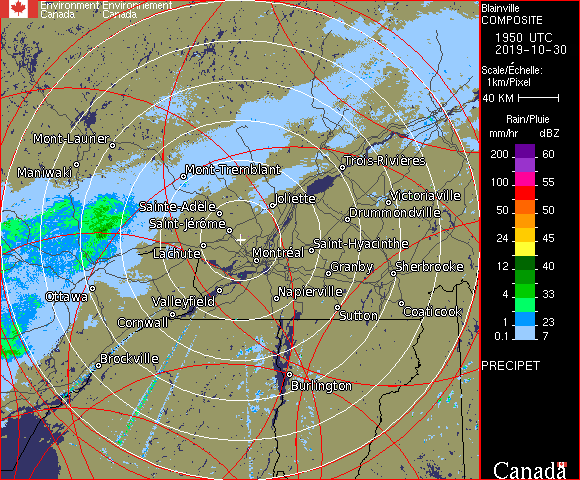 Environment Environnement
Canada Canada
Blainville
COMPOSITE
1950 UTC
2019-10-30
Scale/Échelle:
1km/Pixel
40 KM
Rain/Pluie
mm/hr dBZ
200 60
100 55
50 50
24 45
12 40
4 33
1 23
0.1 7
PRECIPET
Canada
Mont-Laurier
Maniwaki
Mont-Tremblant
Trois-Rivières
Sainte-Adèle
Joliette
Victoriaville
Drummondville
Saint-Jérôme
Lachute
Montréal
Saint-Hyacinthe
Granby
Sherbrooke
Ottawa
Valleyfield
Napierville
Cornwall
Sutton
Coaticook
Brockville
Burlington